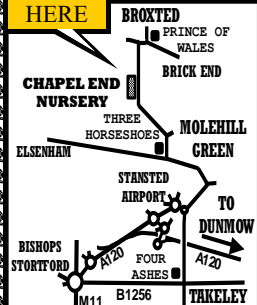 HERE
BROXTED
PRINCE OF
WALES
BRICK END
CHAPEL END
NURSERY
THREE
HORSESHOES
MOLEHILL
GREEN
ELSENHAM
STANSTED
AIRPORT
TO
DUNMOW
BISHOPS
STORTFORD
A120
FOUR
ASHES
A120
M11
B1256
TAKELEY